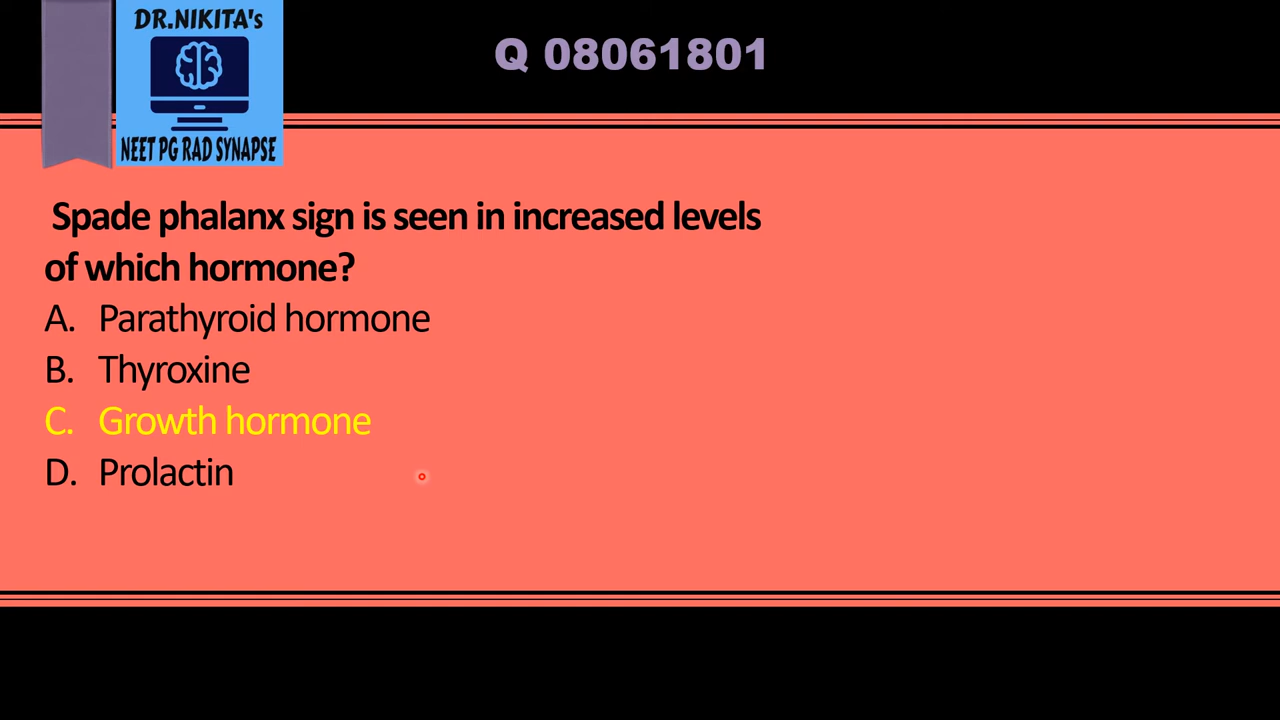 DR.NIKITA's
NEET PG RAD SYNAPSE
Q 08061801
Spade phalanx sign is seen in increased levels
of which hormone?
A. Parathyroid hormone
B. Thyroxine
C. Growth hormone
D. Prolactin